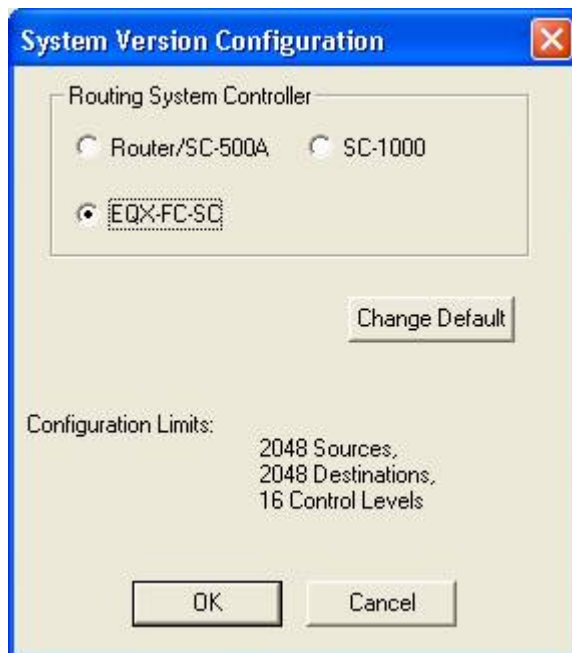 System Version Configuration
Routing System Controller
Router/SC-500A
SC-1000
EQX-FC-SC
Change Default
Configuration Limits:
2048 Sources,
2048 Destinations,
16 Control Levels
OK
Cancel